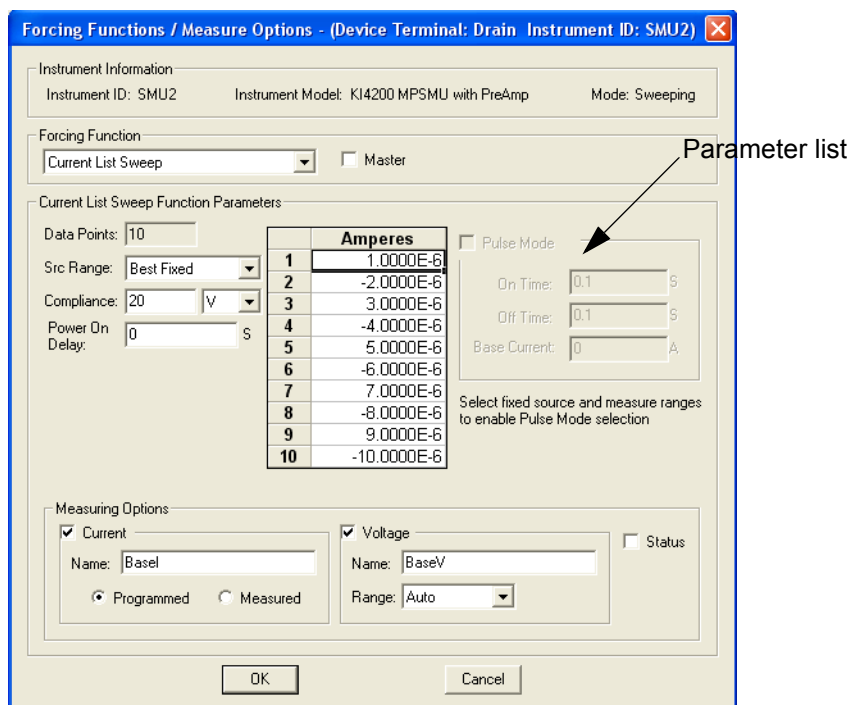 Forcing Functions / Measure Options - (Device Terminal: Drain Instrument ID: SMU2)
Instrument Information
Instrument ID: SMU2 Instrument Model: KI4200 MPSMU with PreAmp Mode: Sweeping
Forcing Function
Current List Sweep Master
Parameter list
Current List Sweep Function Parameters
Data Points: 10
Src Range: Best Fixed
Compliance: 20 V
Power On
Delay: 0 S
Amperes
1 1.0000E-6
2 -2.0000E-6
3 3.0000E-6
4 -4.0000E-6
5 5.0000E-6
6 -6.0000E-6
7 7.0000E-6
8 -8.0000E-6
9 9.0000E-6
10 -10.0000E-6
Pulse Mode
On Time: 0.1 S
Off Time: 0.1 S
Base Current: 0 A
Select fixed source and measure ranges
to enable Pulse Mode selection
Measuring Options
Current
Name: BaseI
Programmed Measured
Voltage
Name: BaseV
Range: Auto
Status
OK Cancel